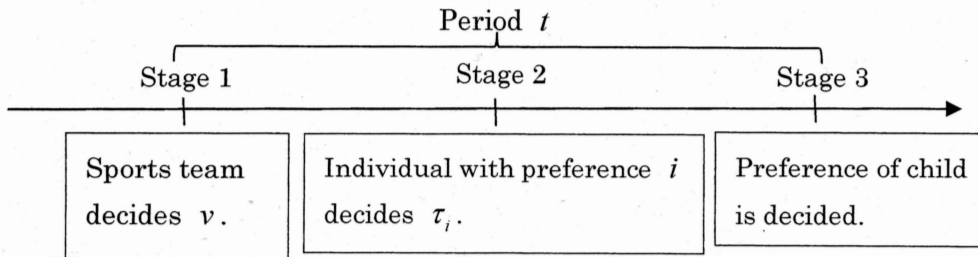 Period t
Stage 1 Stage 2 Stage 3
Sports team
decides v.
Individual with preference i
decides τᵢ.
Preference of child
is decided.